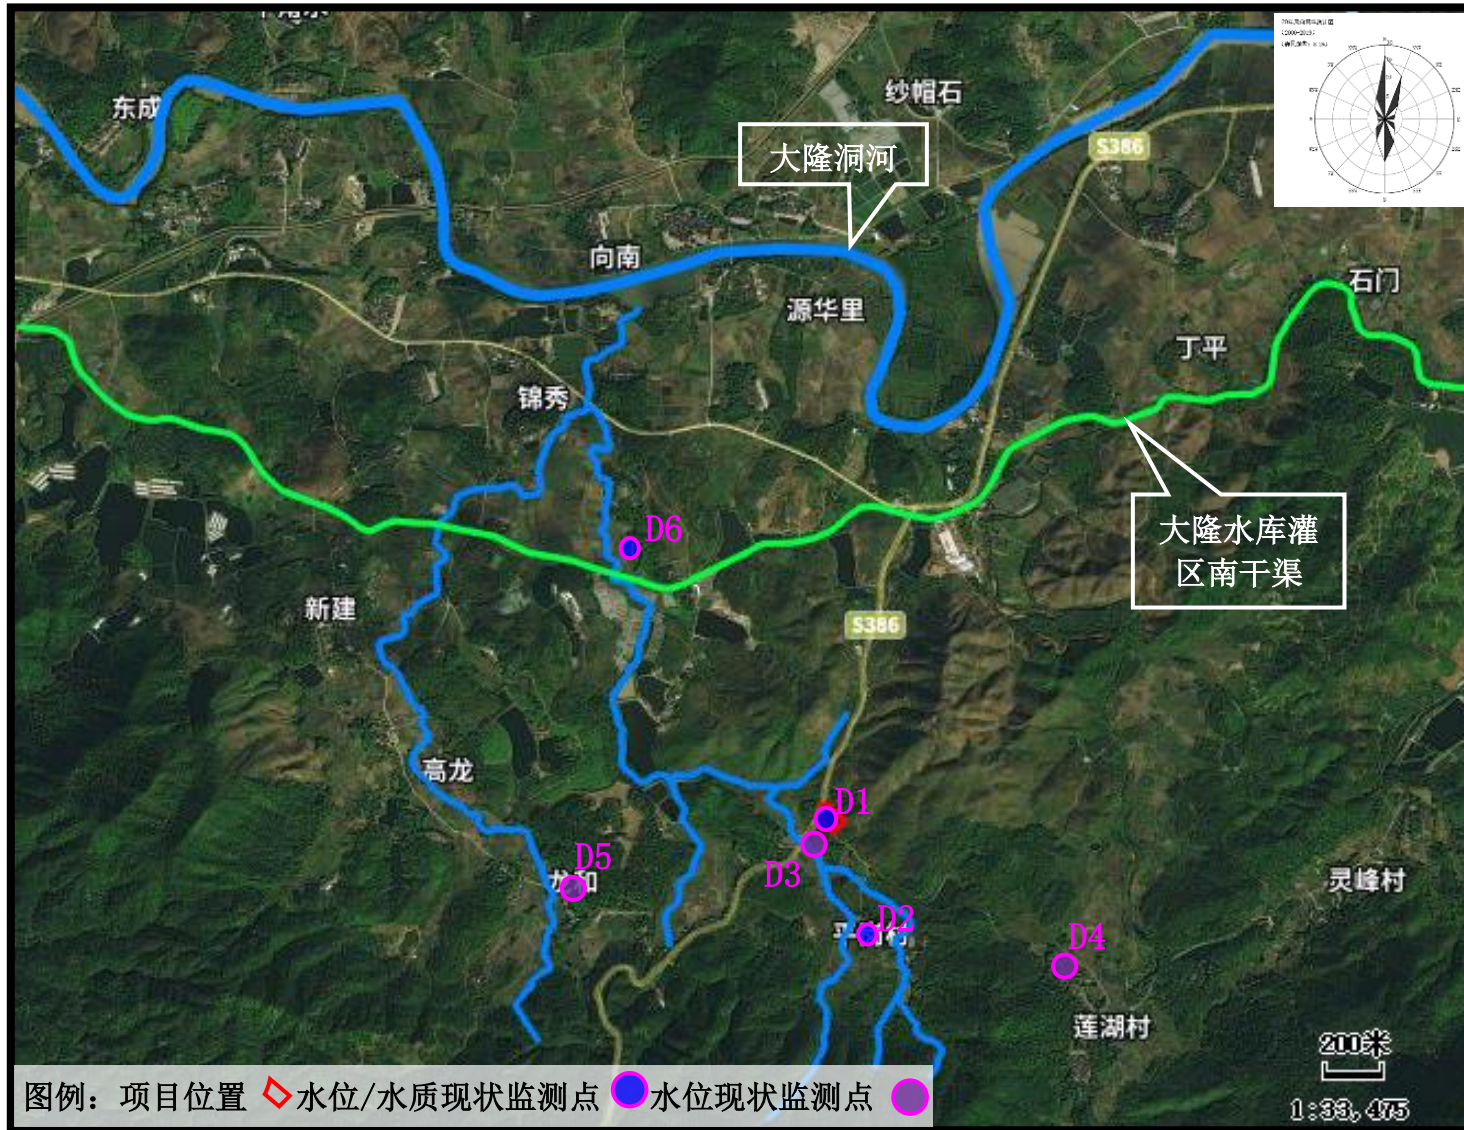 东成
纱帽石
S386
大隆洞河
向南
石门
源华里
丁平
锦秀
D6
大隆水库灌
区南干渠
新建
S386
高龙
D1
D5
D3
龙和
灵峰村
D2
D4
莲湖村
200米
图例：项目位置 水位/水质现状监测点 水位现状监测点
1:33,475